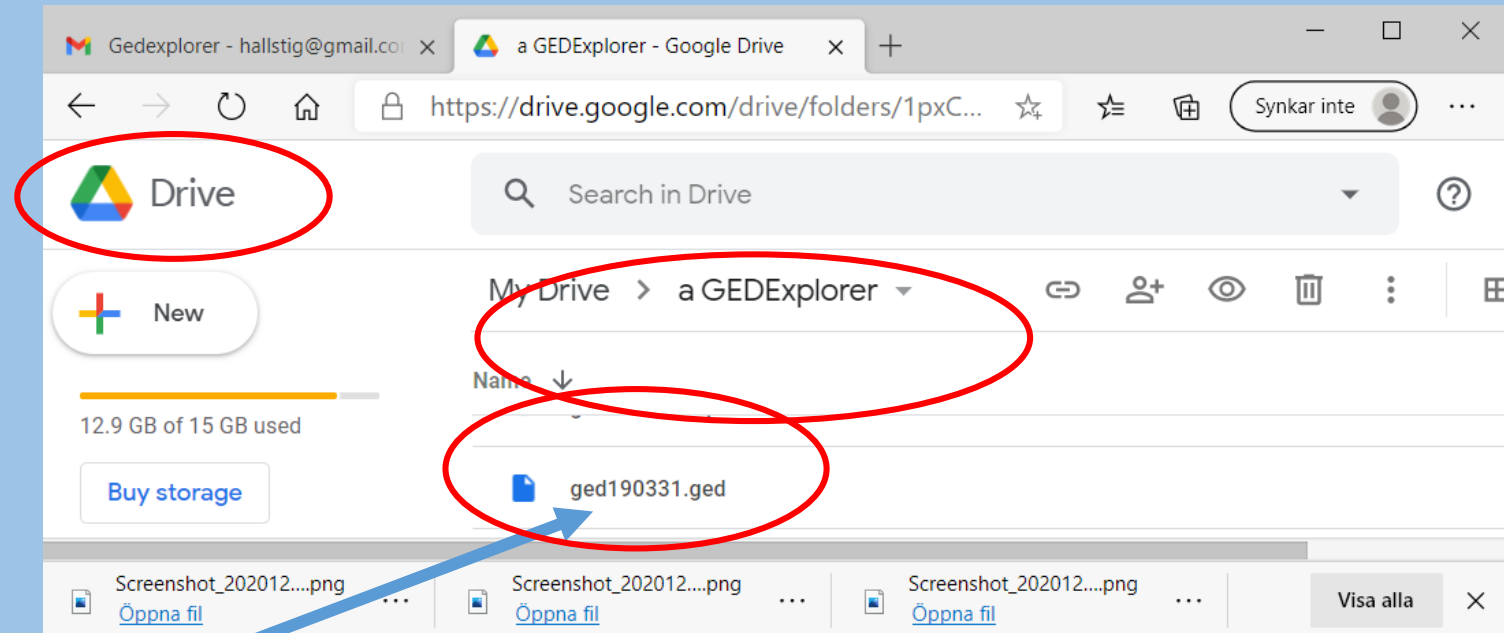 Gedexplorer - hallstig@gmail.co
a GEDExplorer - Google Drive
https://drive.google.com/drive/folders/1pxC...
Synkar inte
Drive
Search in Drive
New
My Drive > a GEDExplorer
Name
12.9 GB of 15 GB used
Buy storage
ged190331.ged
Screenshot_202012....png
Öppna fil
Screenshot_202012....png
Öppna fil
Screenshot_202012....png
Öppna fil
Visa alla